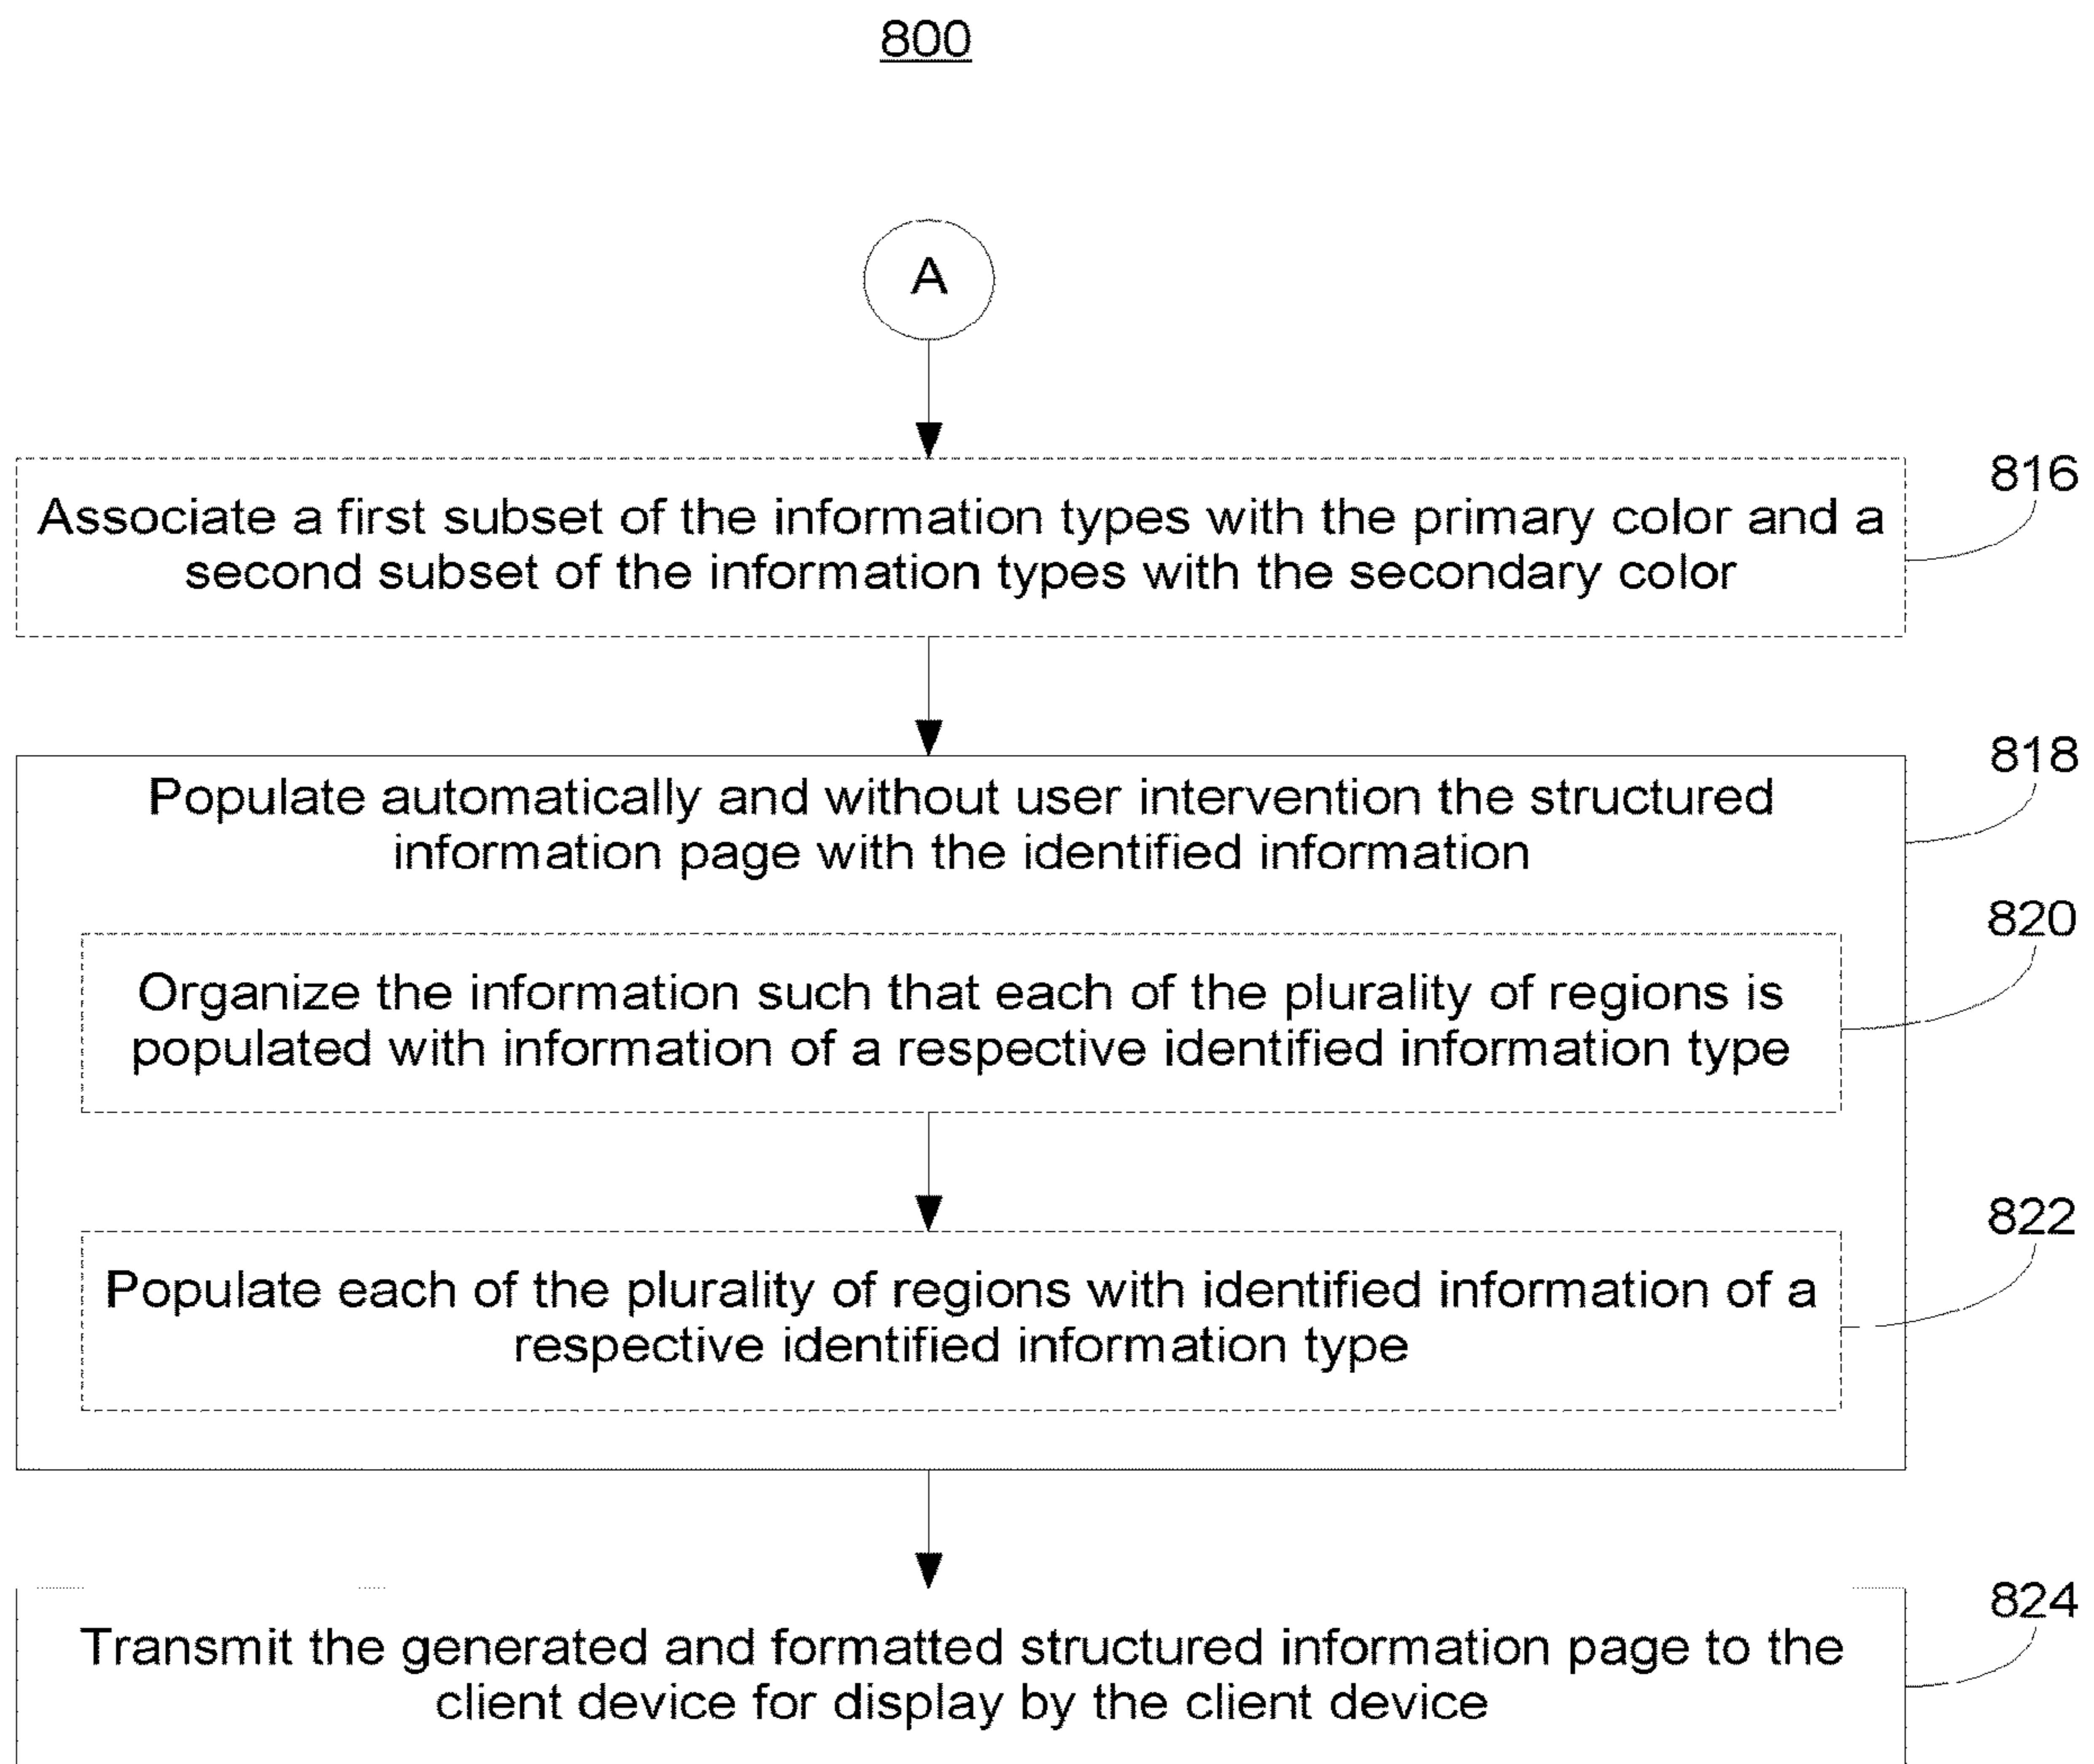 800
A
816
Associate a first subset of the information types with the primary color and a
second subset of the information types with the secondary color
818
Populate automatically and without user intervention the structured
information page with the identified information
820
Organize the information such that each of the plurality of regions is
populated with information of a respective identified information type
822
Populate each of the plurality of regions with identified information of a
respective identified information type
824
Transmit the generated and formatted structured information page to the
client device for display by the client device